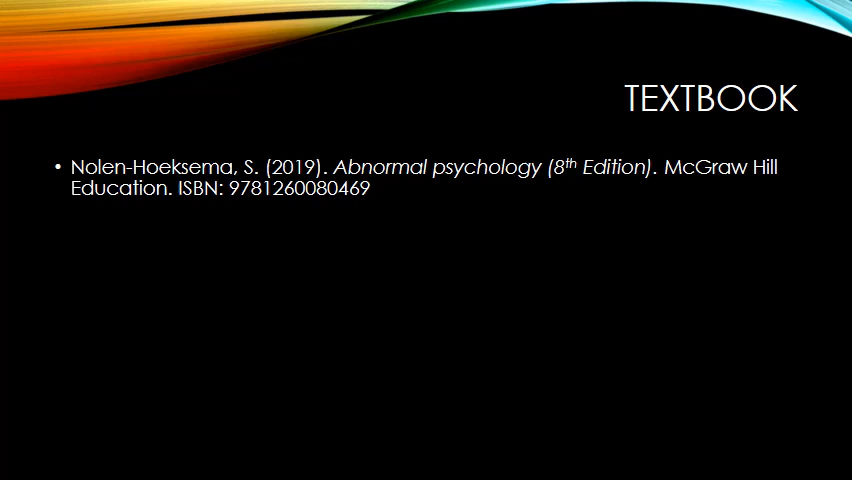 TEXTBOOK
• Nolen-Hoeksema, S. (2019). Abnormal psychology (8th Edition). McGraw Hill
Education. ISBN: 9781260080469